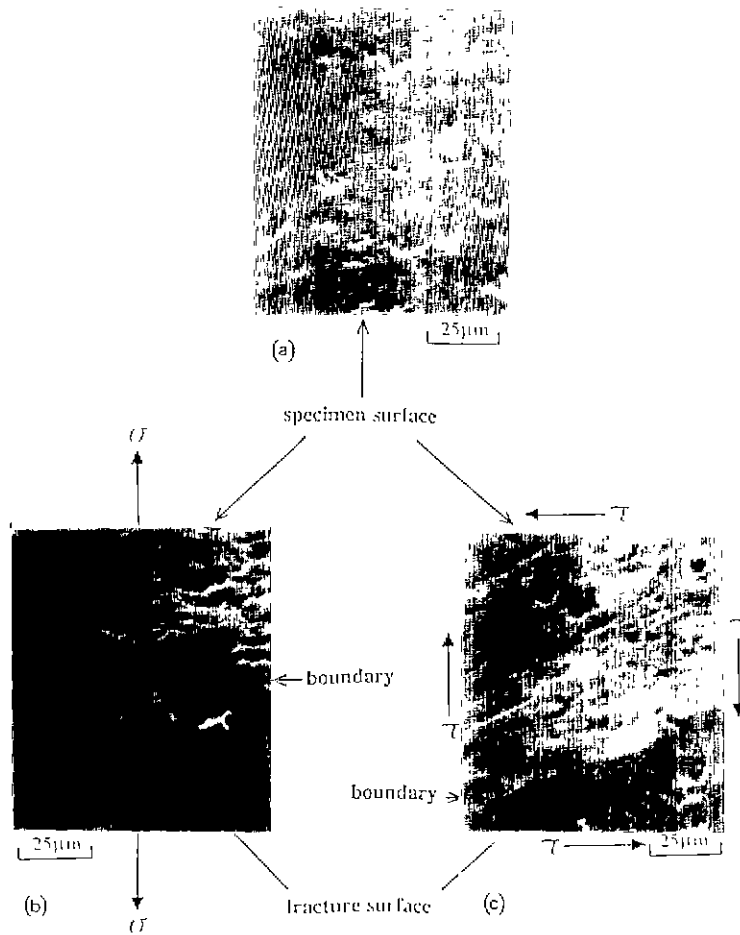 25μm
(a)
specimen surface
σ
τ
boundary
τ
τ
boundary
25μm
τ
25μm
(b)
fracture surface
(c)
σ